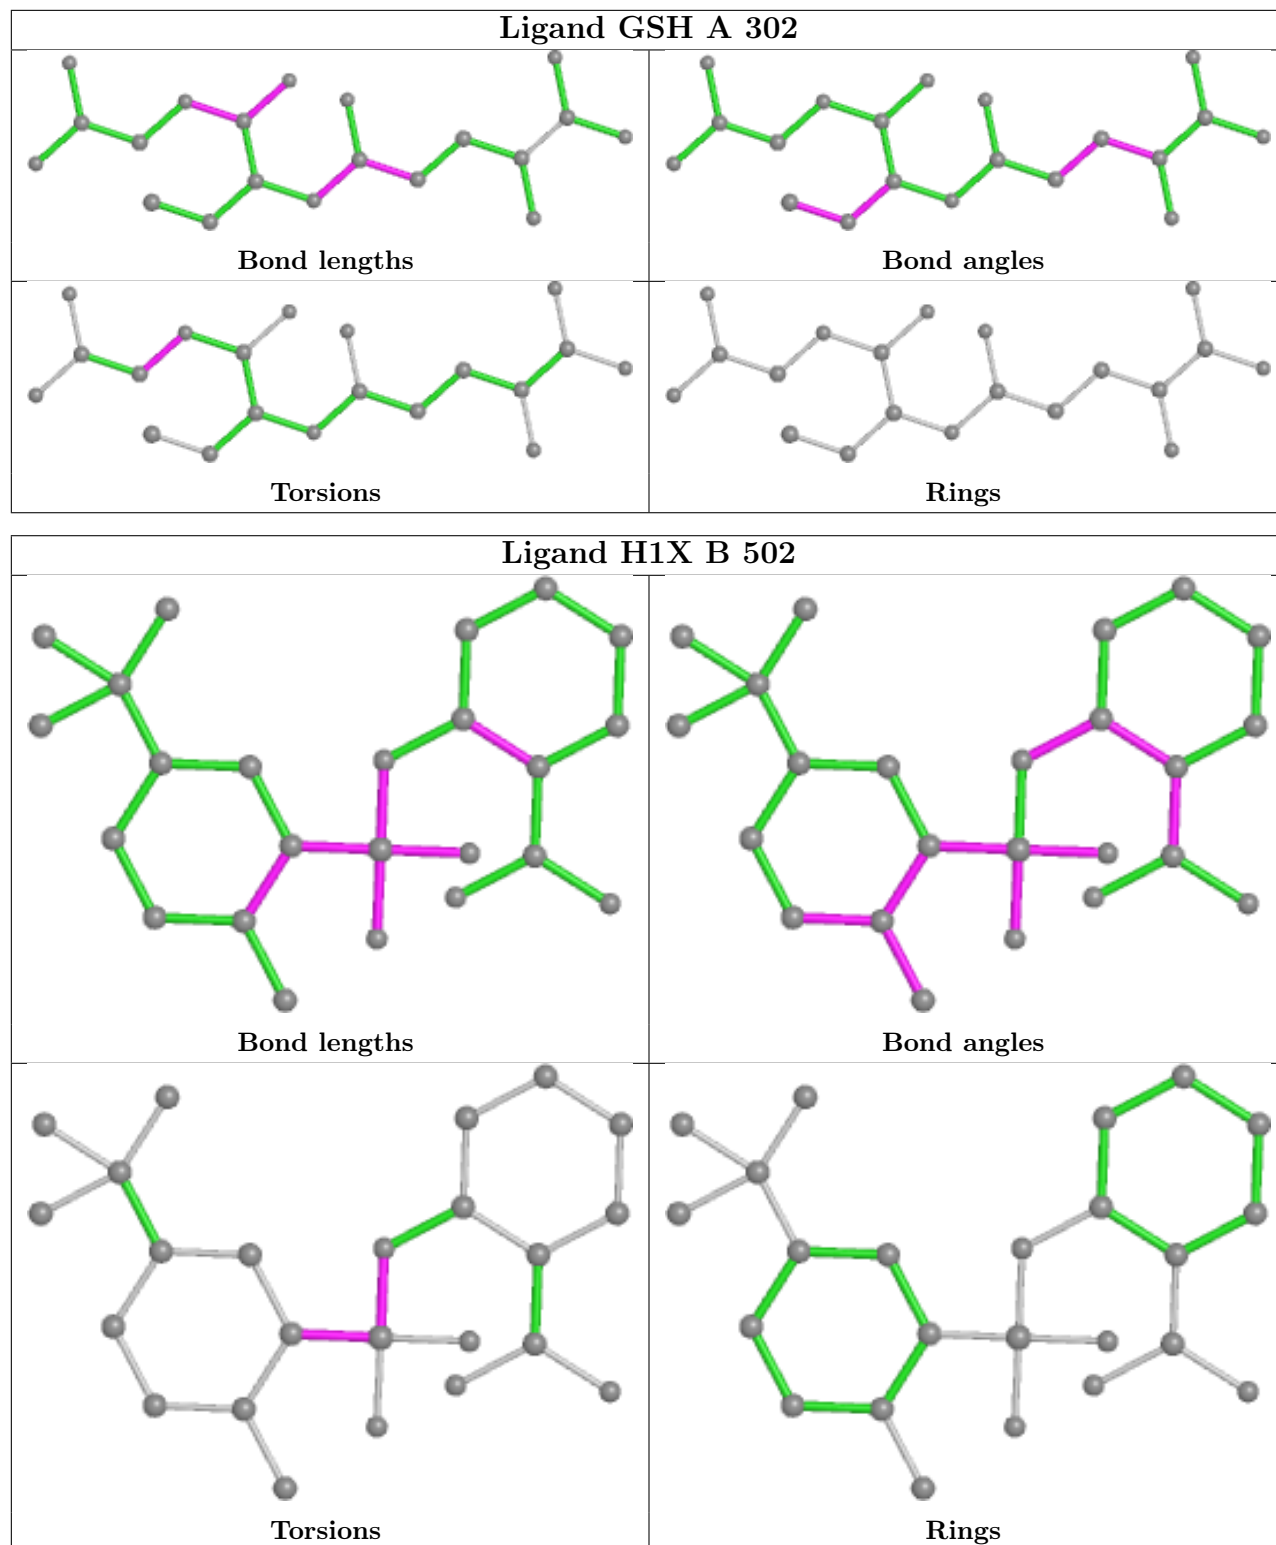 Ligand GSH A 302
Bond lengths
Bond angles
Torsions
Rings
Ligand H1X B 502
Bond lengths
Bond angles
Torsions
Rings